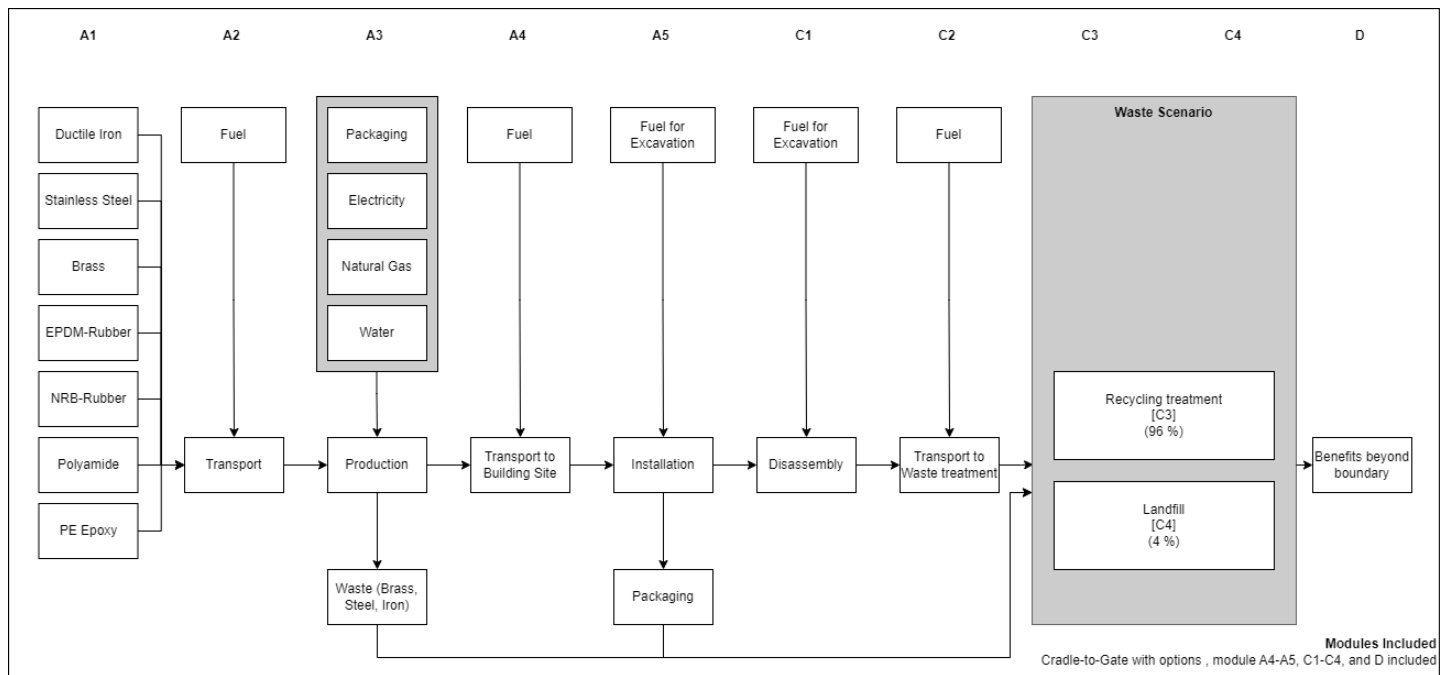 A1
A2
A3
A4
A5
C1
C2
C3
C4
D
Ductile Iron
Stainless Steel
Brass
EPDM-Rubber
NRB-Rubber
Polyamide
PE Epoxy
Fuel
Transport
Packaging
Electricity
Natural Gas
Water
Production
Waste (Brass,
Steel, Iron)
Fuel
Transport to
Building Site
Fuel for
Excavation
Installation
Packaging
Fuel for
Excavation
Disassembly
Fuel
Transport to
Waste treatment
Waste Scenario
Recycling treatment
[C3]
(96 %)
Landfill
[C4]
(4 %)
Benefits beyond
boundary
Modules Included
Cradle-to-Gate with options , module A4-A5, C1-C4, and D included